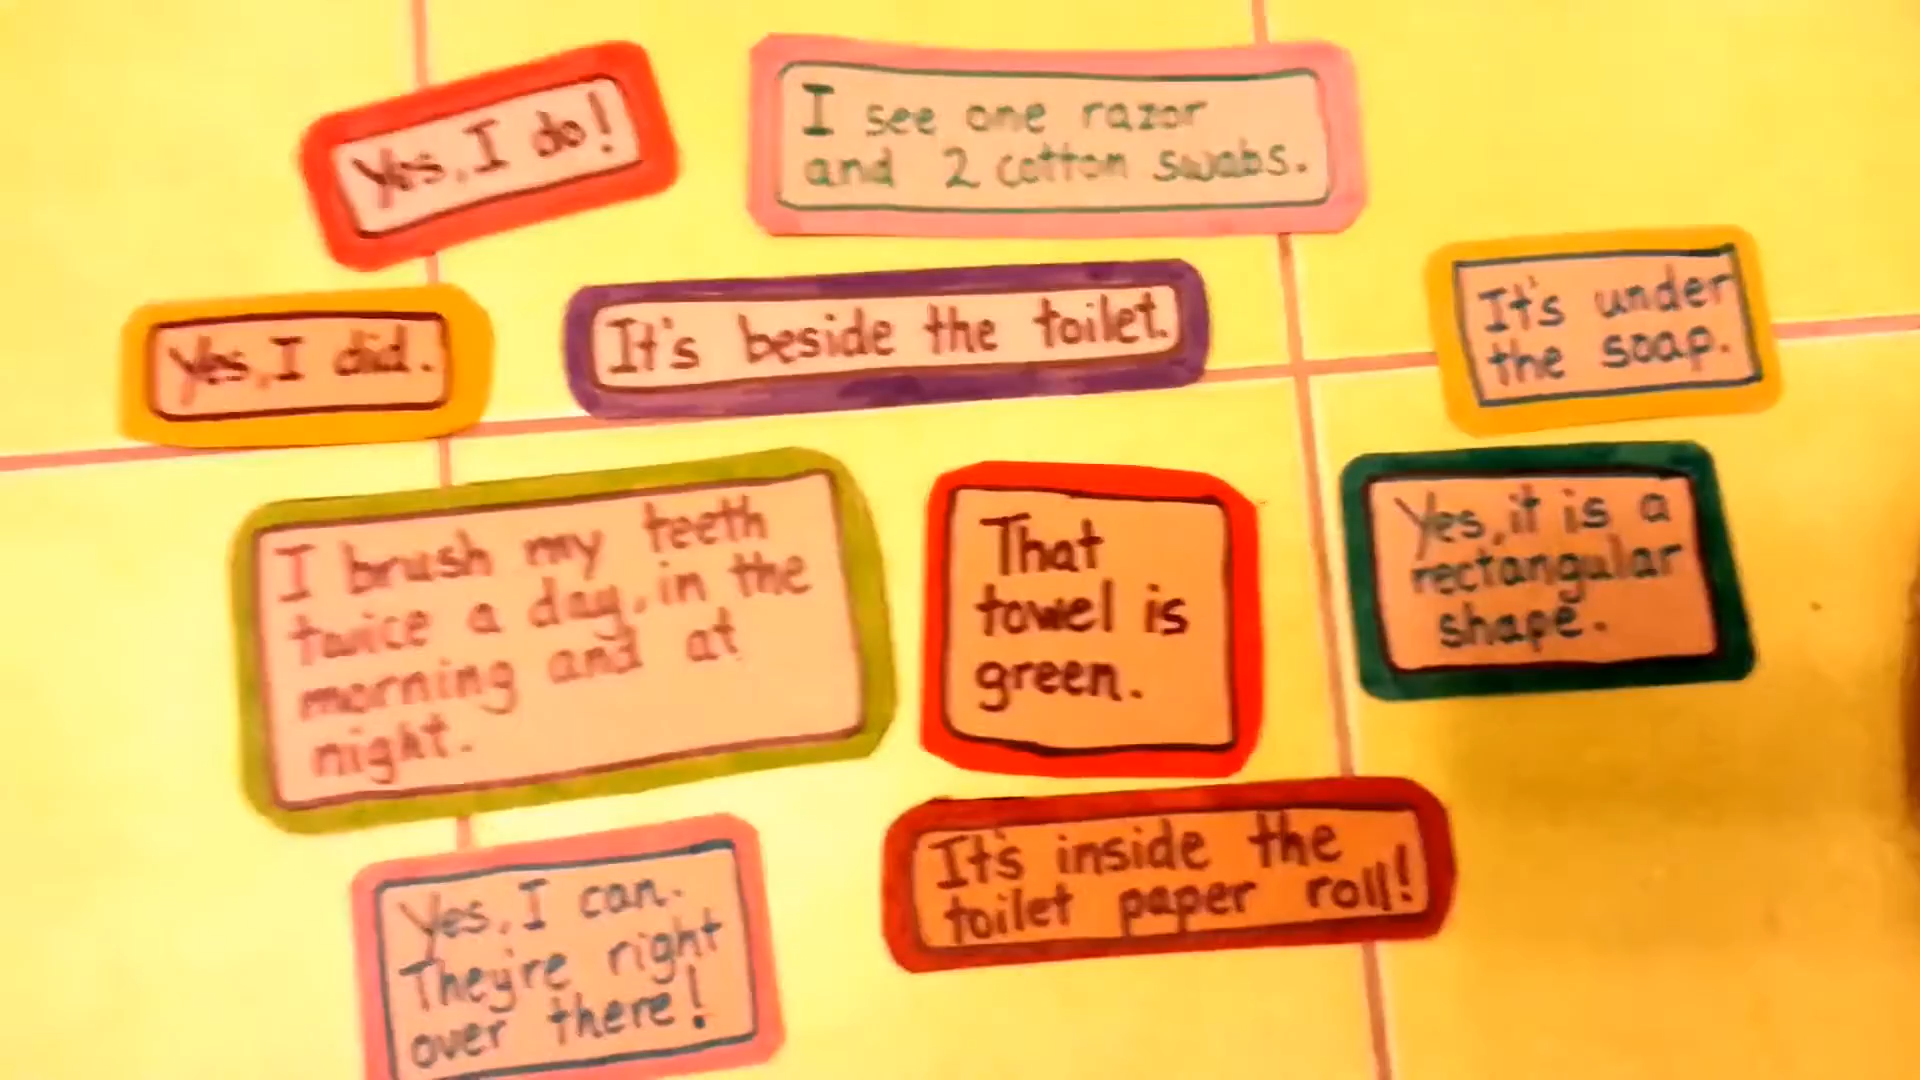 Yes, I do!
I see one razor
and 2 cotton swabs.
Yes, I did.
It's beside the toilet.
It's under
the soap.
I brush my teeth
twice a day, in the
morning and at
night.
That
towel is
green.
Yes, it is a
rectangular
shape.
Yes, I can.
They're right
over there!
It's inside the
toilet paper roll!